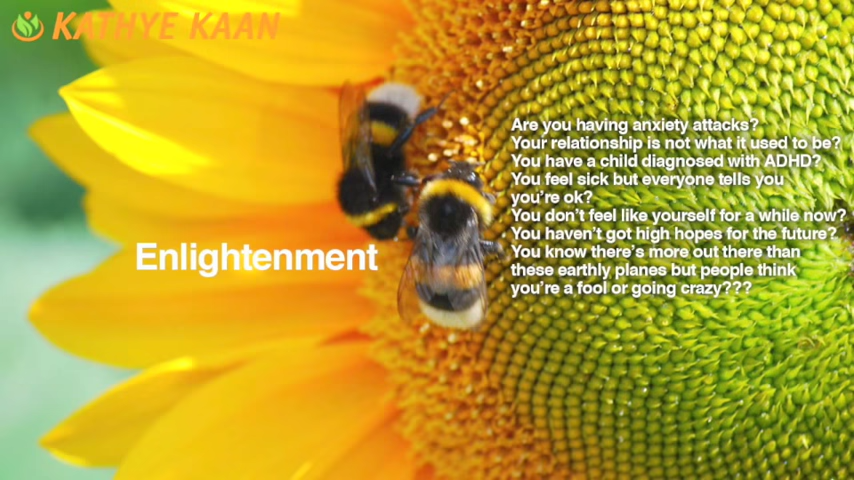 KATHYE KAAN
Enlightenment
Are you having anxiety attacks?
Your relationship is not what it used to be?
You have a child diagnosed with ADHD?
You feel sick but everyone tells you
you're ok?
You don't feel like yourself for a while now?
You haven't got high hopes for the future?
You know there's more out there than
these earthly planes but people think
you're a fool or going crazy???